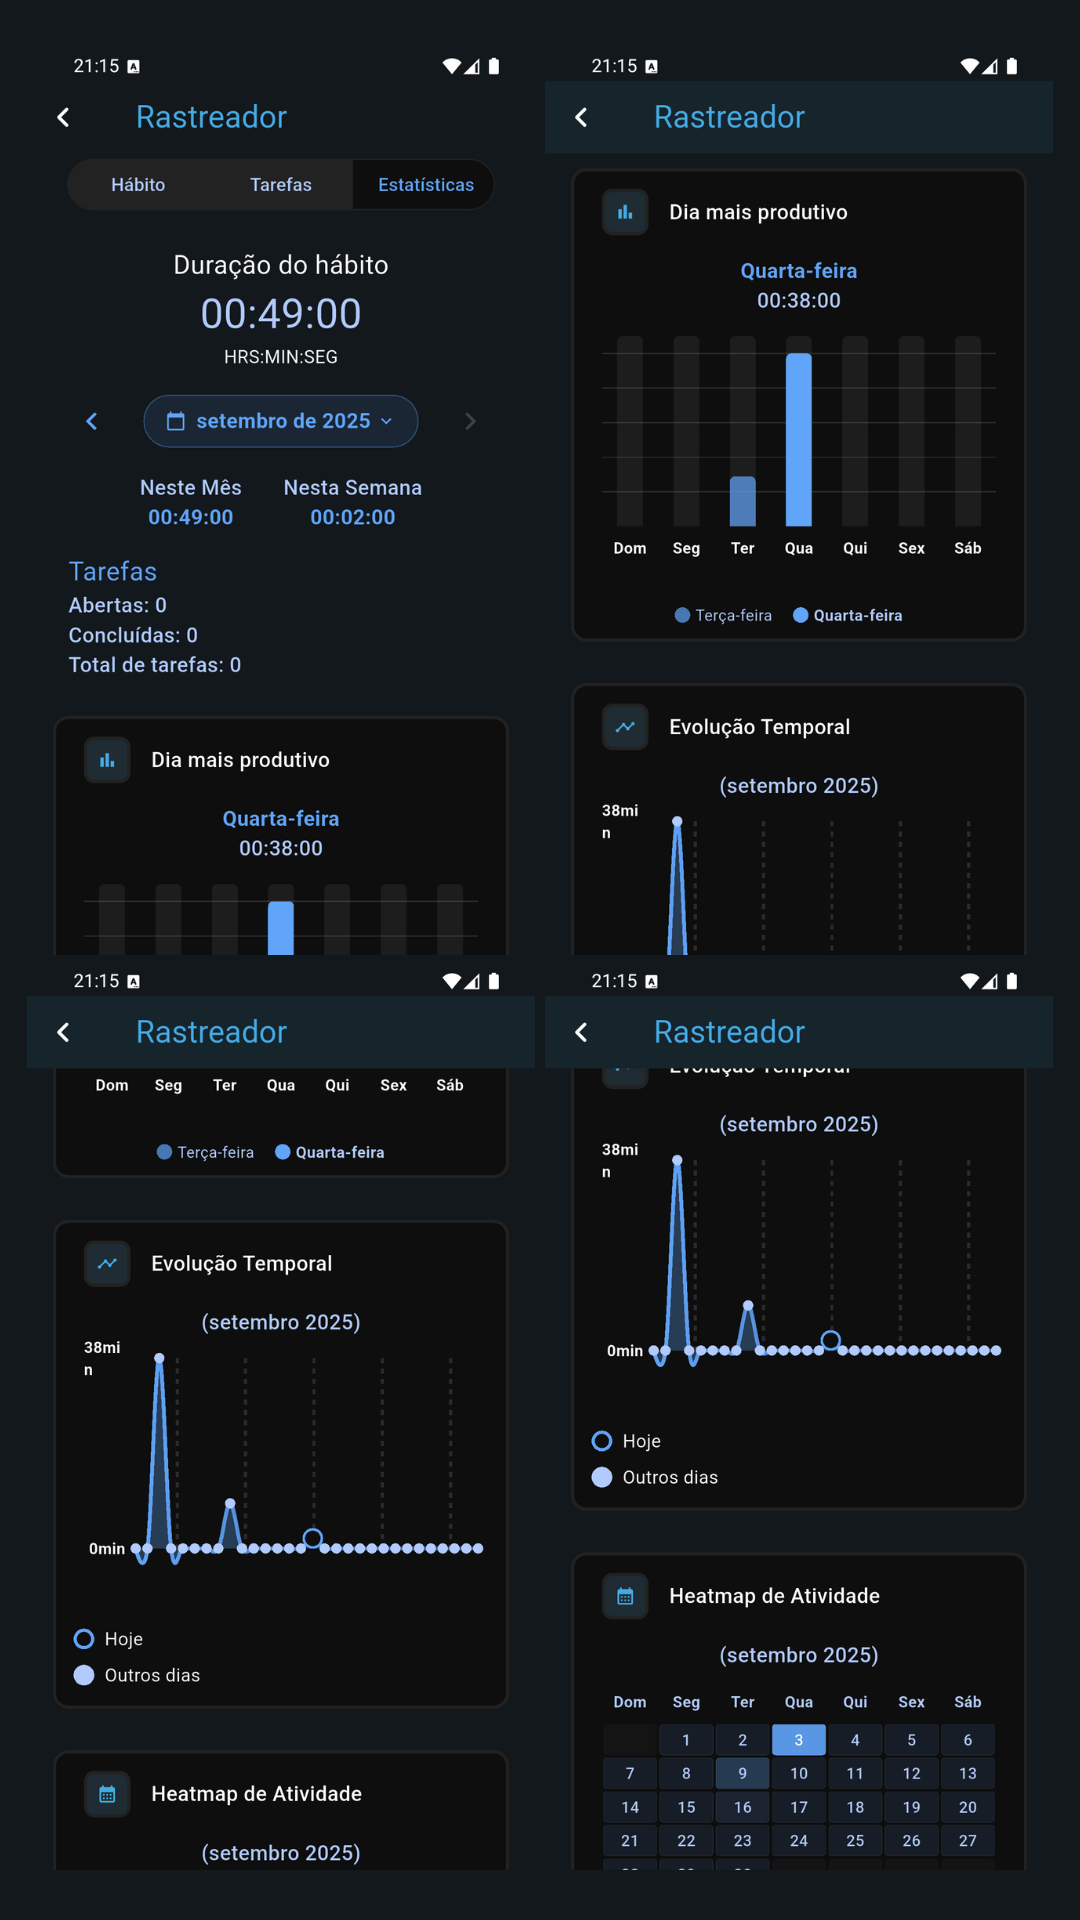 21:15
Rastreador
Hábito Tarefas Estatísticas
Duração do hábito
00:49:00
HRS:MIN:SEG
setembro de 2025
Neste Mês Nesta Semana
00:49:00 00:02:00
Tarefas
Abertas: 0
Concluídas: 0
Total de tarefas: 0
Dia mais produtivo
Quarta-feira
00:38:00
21:15
Rastreador
Dia mais produtivo
Quarta-feira
00:38:00
Dom Seg Ter Qua Qui Sex Sáb
Terça-feira Quarta-feira
Evolução Temporal
(setembro 2025)
38mi
n
21:15
Rastreador
Dom Seg Ter Qua Qui Sex Sáb
Terça-feira Quarta-feira
Evolução Temporal
(setembro 2025)
38mi
n
0min
Hoje
Outros dias
Heatmap de Atividade
(setembro 2025)
21:15
Rastreador
Evolução Temporal
(setembro 2025)
38mi
n
0min
Hoje
Outros dias
Heatmap de Atividade
(setembro 2025)
Dom Seg Ter Qua Qui Sex Sáb
1 2 3 4 5 6
7 8 9 10 11 12 13
14 15 16 17 18 19 20
21 22 23 24 25 26 27